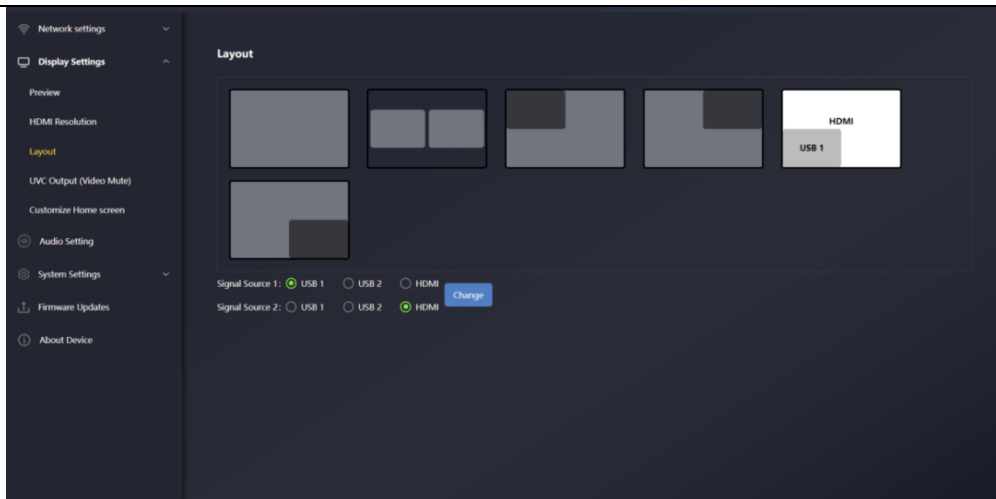 Network settings
Display Settings
Preview
HDMI Resolution
Layout
UVC Output (Video Mute)
Customize Home screen
Audio Setting
System Settings
Firmware Updates
About Device
Layout
HDMI
USB 1
Signal Source 1: USB 1 USB 2 HDMI
Change
Signal Source 2: USB 1 USB 2 HDMI